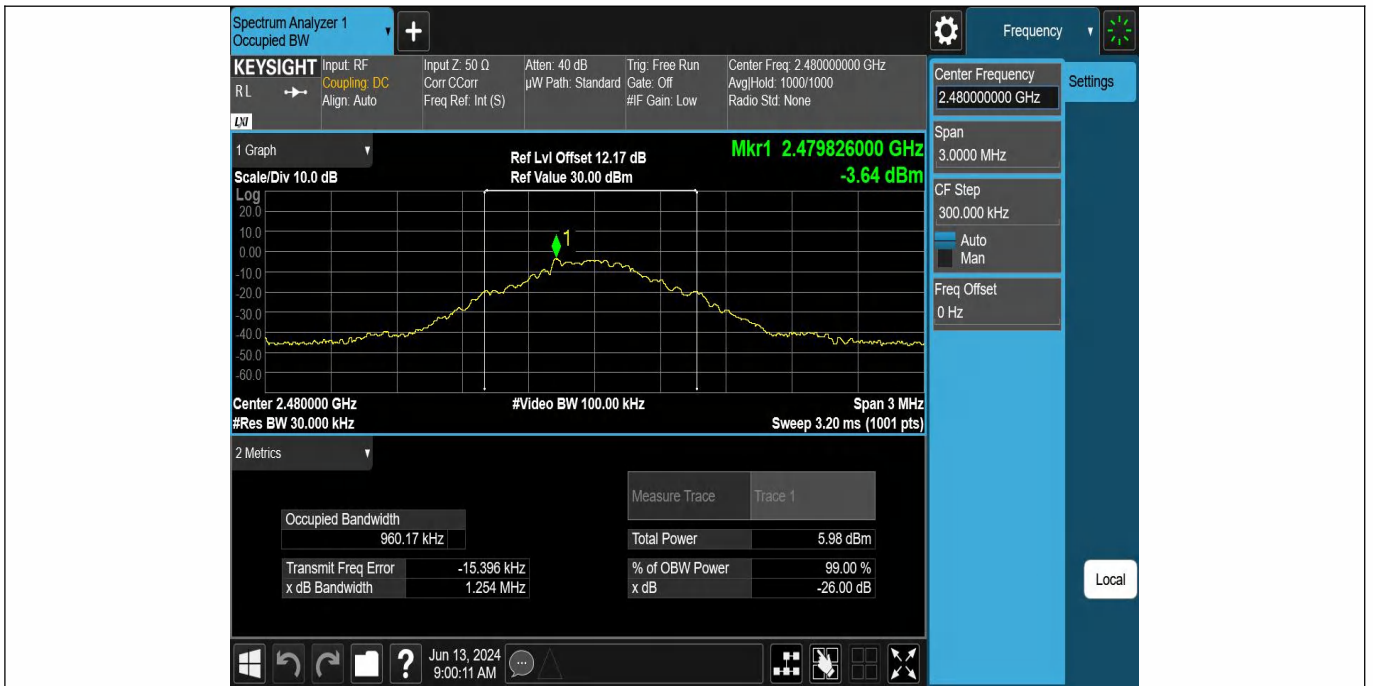 Spectrum Analyzer 1
Occupied BW
+
Frequency
KEYSIGHT
RL
LXI
Input: RF
Coupling: DC
Align: Auto
Input Z: 50 Ω
Corr CCorr
Freq Ref: Int (S)
Atten: 40 dB
µW Path: Standard
Trig: Free Run
Gate: Off
#IF Gain: Low
Center Freq: 2.480000000 GHz
Avg|Hold: 1000/1000
Radio Std: None
Center Frequency
2.480000000 GHz
Settings
Span
3.0000 MHz
CF Step
300.000 kHz
Auto
Man
Freq Offset
0 Hz
Local
1 Graph
Scale/Div 10.0 dB
Ref Lvl Offset 12.17 dB
Ref Value 30.00 dBm
Mkr1 2.479826000 GHz
-3.64 dBm
Log
20.0
10.0
0.00
-10.0
-20.0
-30.0
-40.0
-50.0
-60.0
1
Center 2.480000 GHz
#Video BW 100.00 kHz
Span 3 MHz
#Res BW 30.000 kHz
Sweep 3.20 ms (1001 pts)
2 Metrics
Measure Trace Trace 1
Occupied Bandwidth
960.17 kHz
Total Power 5.98 dBm
Transmit Freq Error -15.396 kHz
% of OBW Power 99.00 %
x dB Bandwidth 1.254 MHz
x dB -26.00 dB
?
Jun 13, 2024
9:00:11 AM